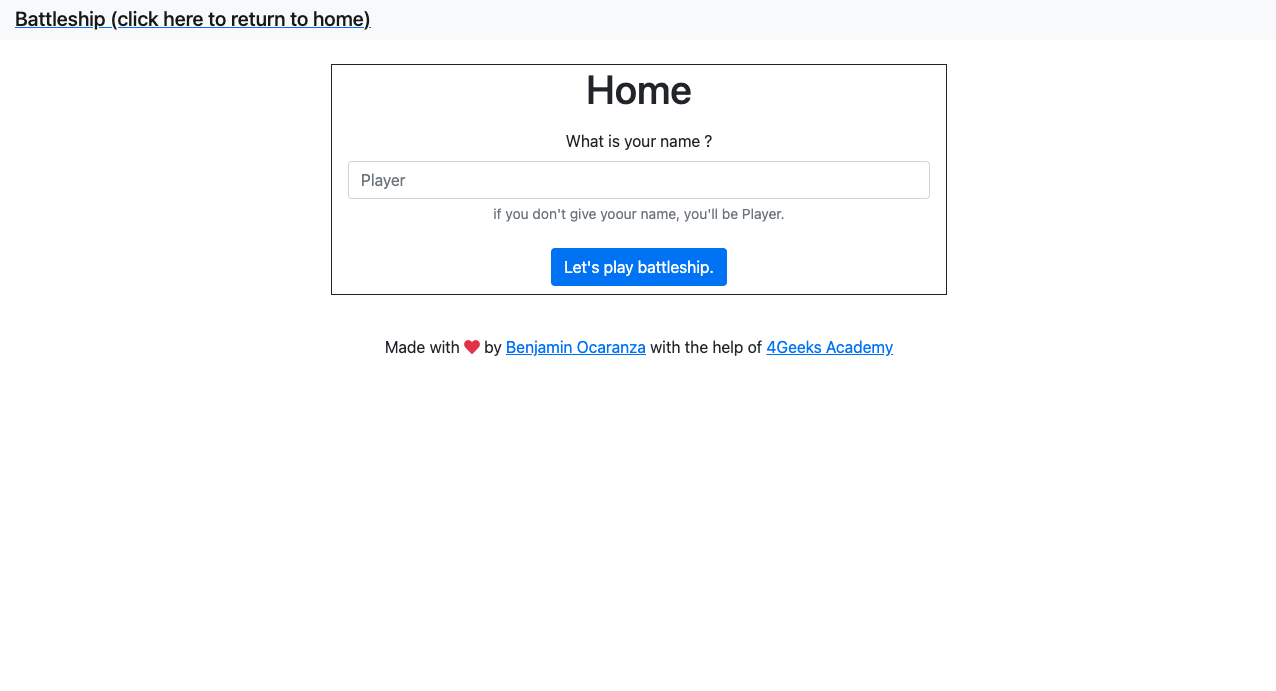 Battleship (click here to return to home)
Home
What is your name ?
Player
if you don't give yoour name, you'll be Player.
Let's play battleship.
Made with ❤ by Benjamin Ocaranza with the help of 4Geeks Academy